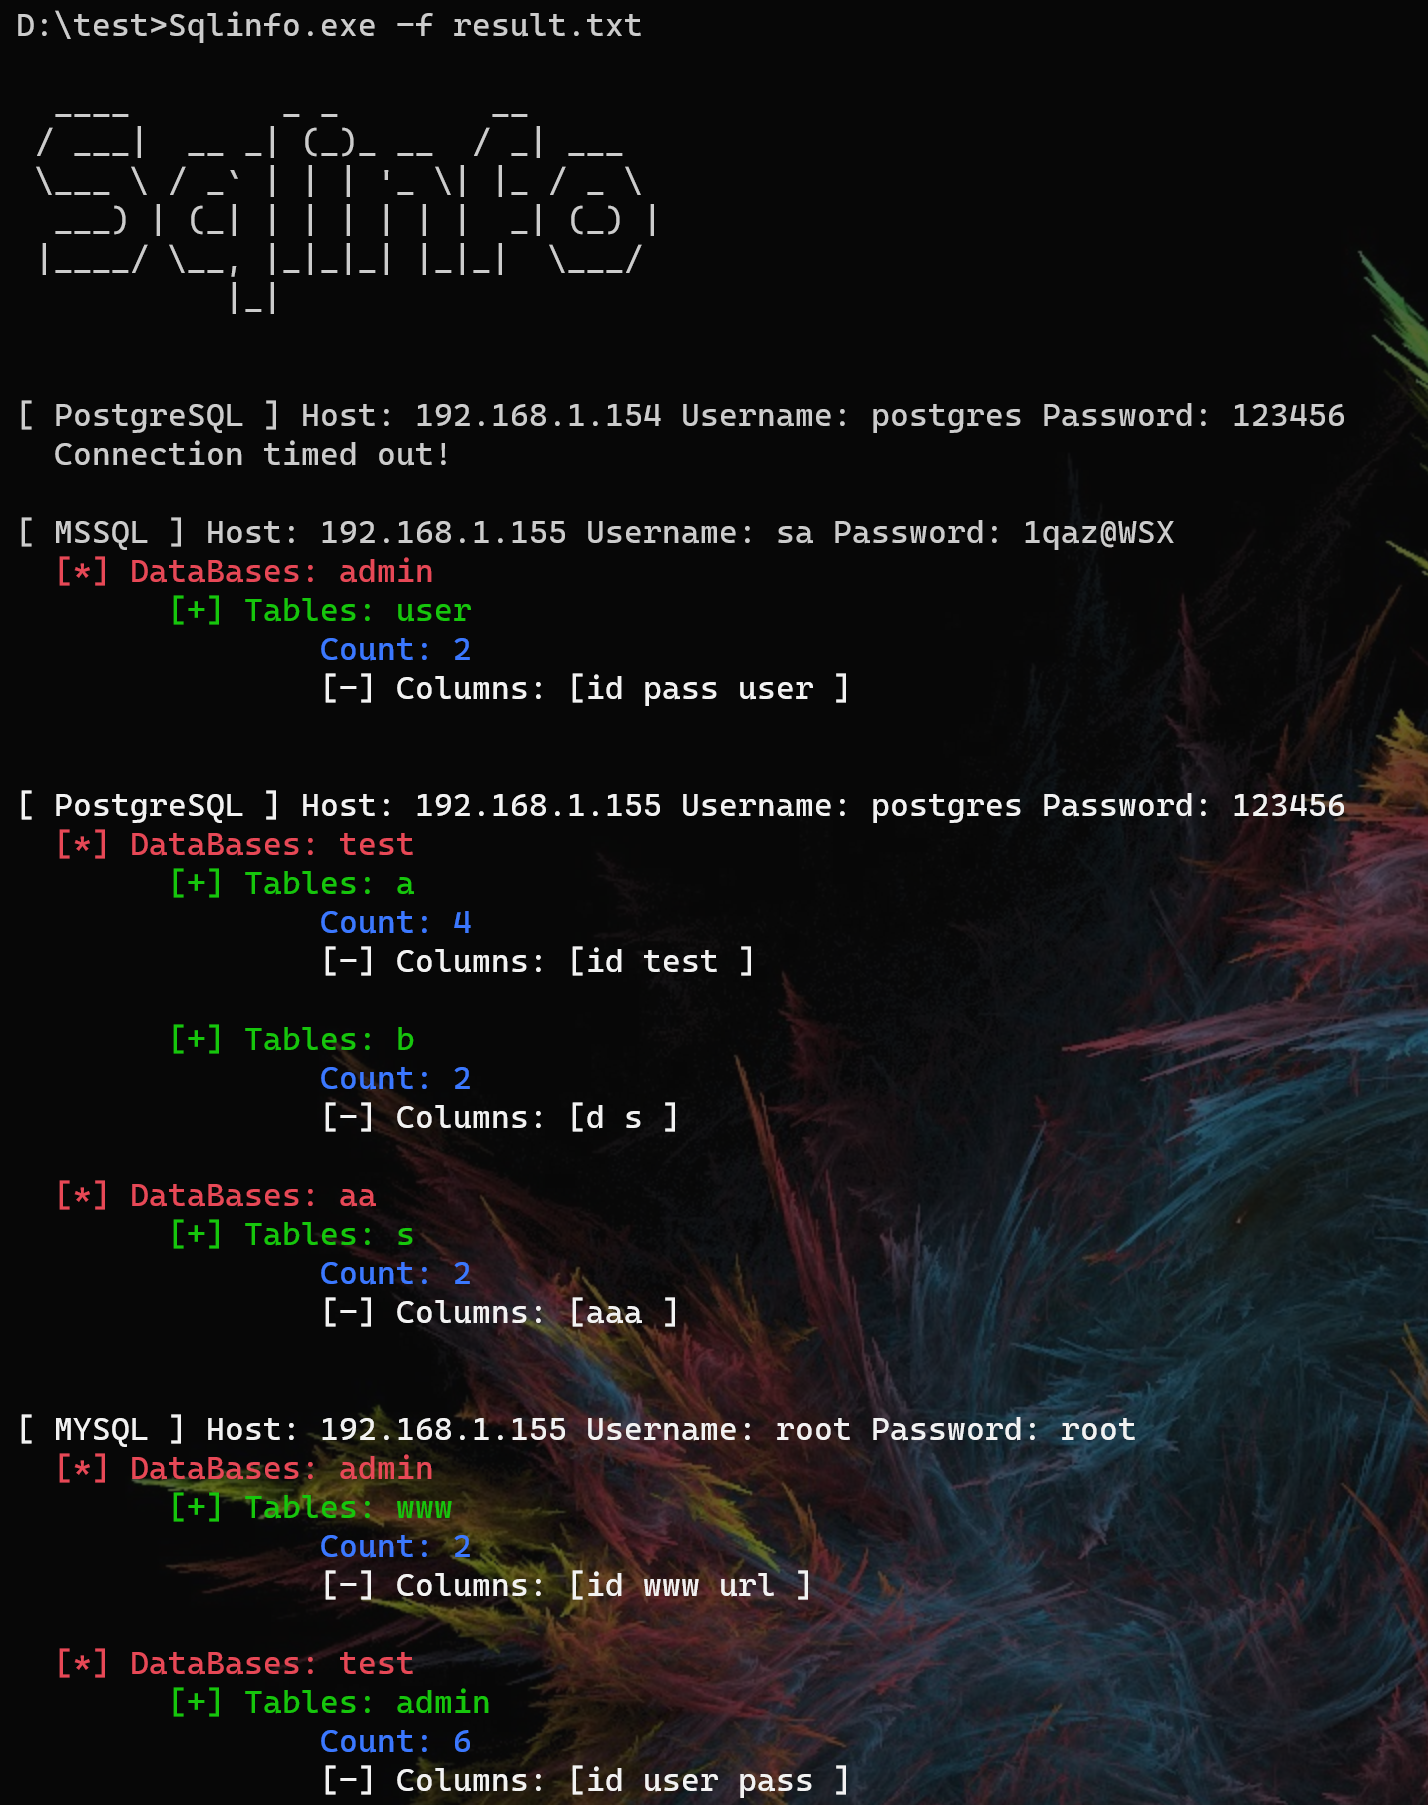 D:\test>Sqlinfo.exe -f result.txt
  ____        _ _        __
 / ___|  __ _| (_)_ __  / _| ___
 \___ \ / _` | | | '_ \| |_ / _ \
  ___) | (_| | | | | | |  _| (_) |
 |____/ \__, |_|_|_| |_|_|  \___/
           |_|
[ PostgreSQL ] Host: 192.168.1.154 Username: postgres Password: 123456
  Connection timed out!
[ MSSQL ] Host: 192.168.1.155 Username: sa Password: 1qaz@WSX
  [*] DataBases: admin
        [+] Tables: user
                Count: 2
                [-] Columns: [id pass user ]
[ PostgreSQL ] Host: 192.168.1.155 Username: postgres Password: 123456
  [*] DataBases: test
        [+] Tables: a
                Count: 4
                [-] Columns: [id test ]
        [+] Tables: b
                Count: 2
                [-] Columns: [d s ]
  [*] DataBases: aa
        [+] Tables: s
                Count: 2
                [-] Columns: [aaa ]
[ MYSQL ] Host: 192.168.1.155 Username: root Password: root
  [*] DataBases: admin
        [+] Tables: www
                Count: 2
                [-] Columns: [id www url ]
  [*] DataBases: test
        [+] Tables: admin
                Count: 6
                [-] Columns: [id user pass ]